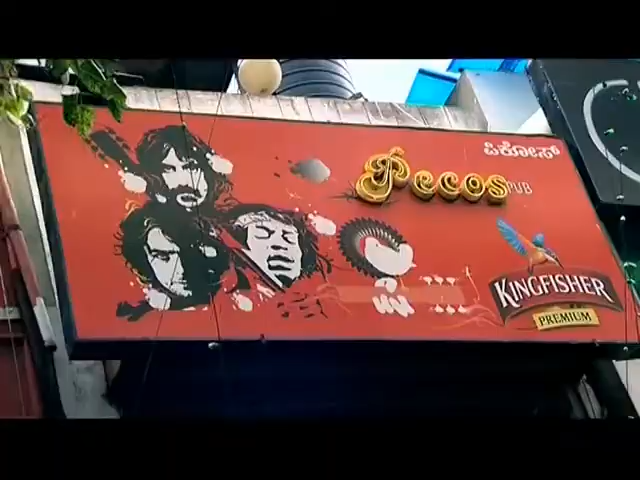 ಪಿಕೋಸ್
Pecos PUB
KINGFISHER
PREMIUM